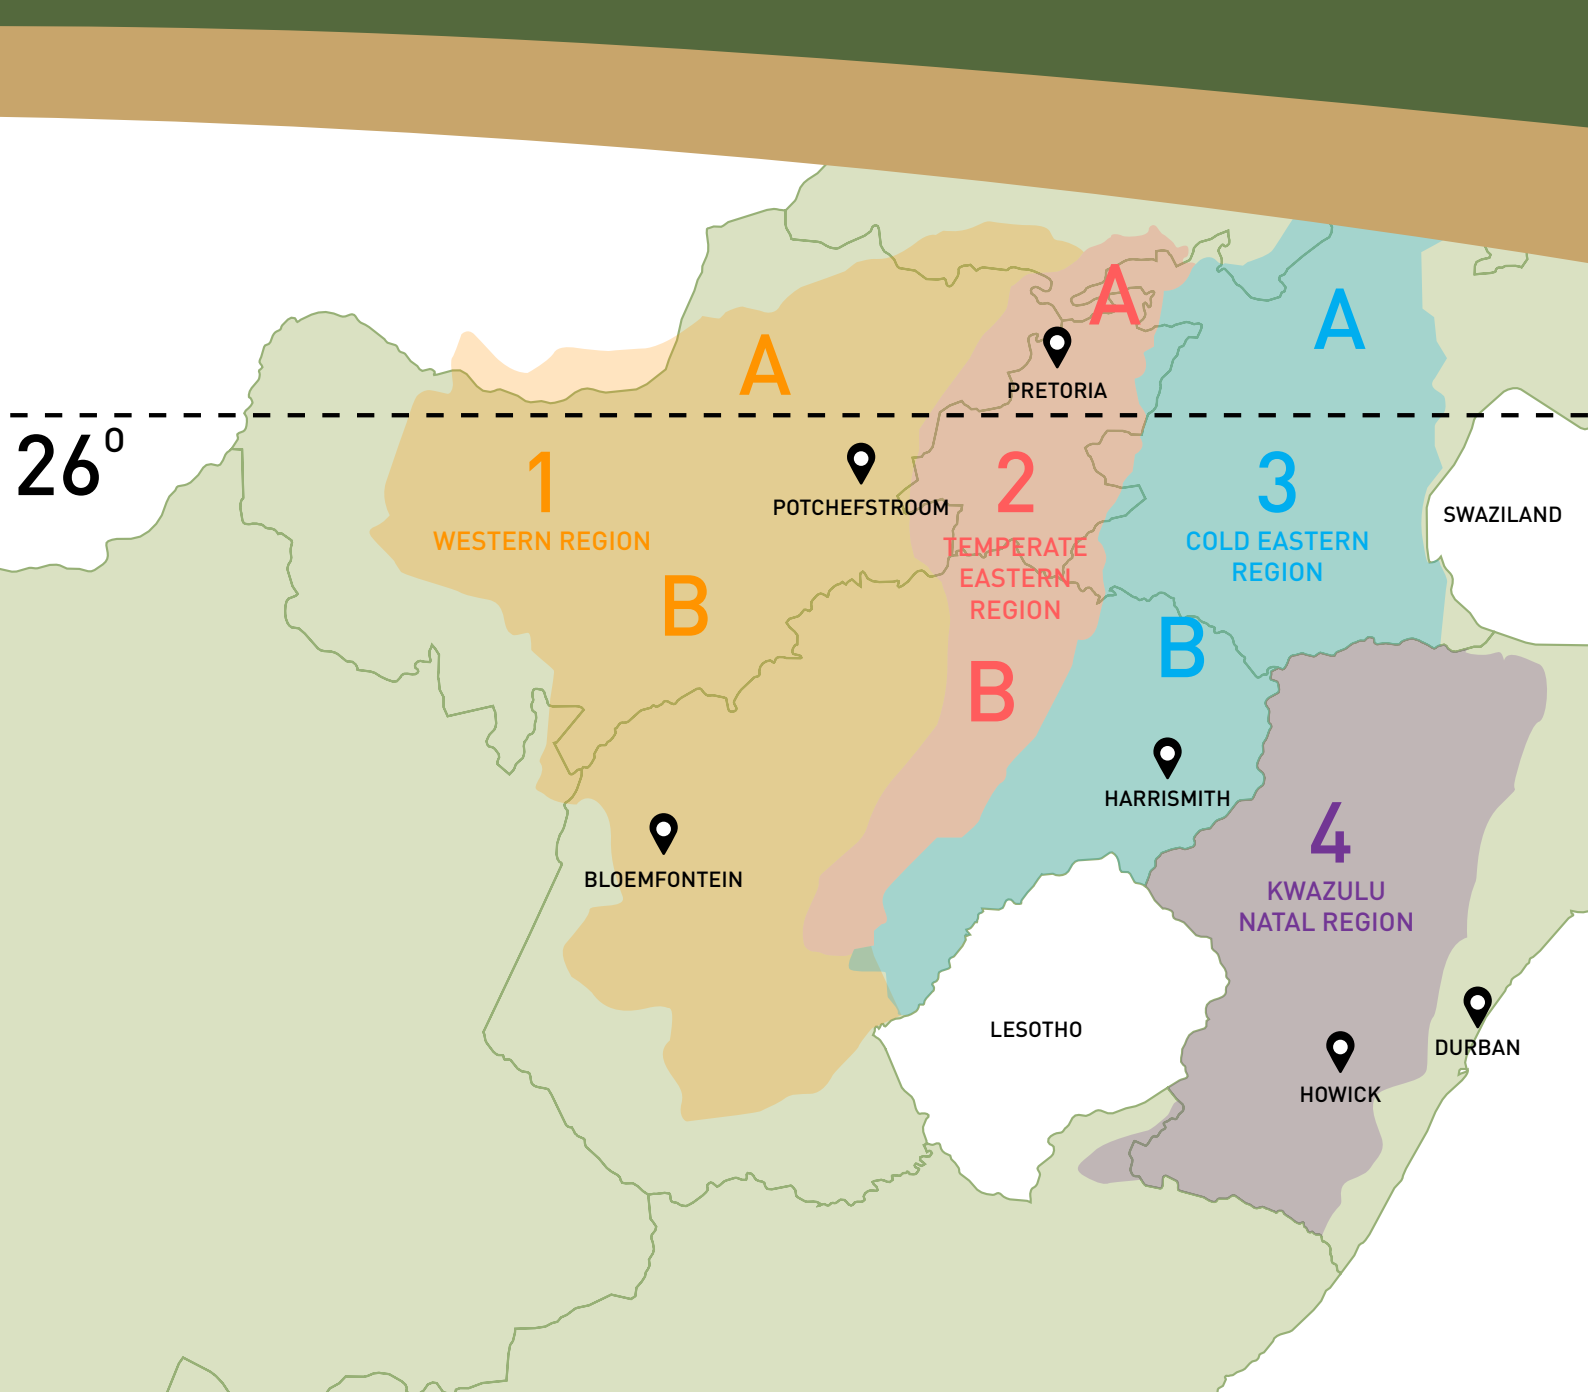 A
A
A
PRETORIA
26°
1
WESTERN REGION
POTCHEFSTROOM
2
TEMPERATE
EASTERN
REGION
3
COLD EASTERN
REGION
SWAZILAND
B
B
B
HARRISMITH
BLOEMFONTEIN
4
KWAZULU
NATAL REGION
LESOTHO
DURBAN
HOWICK